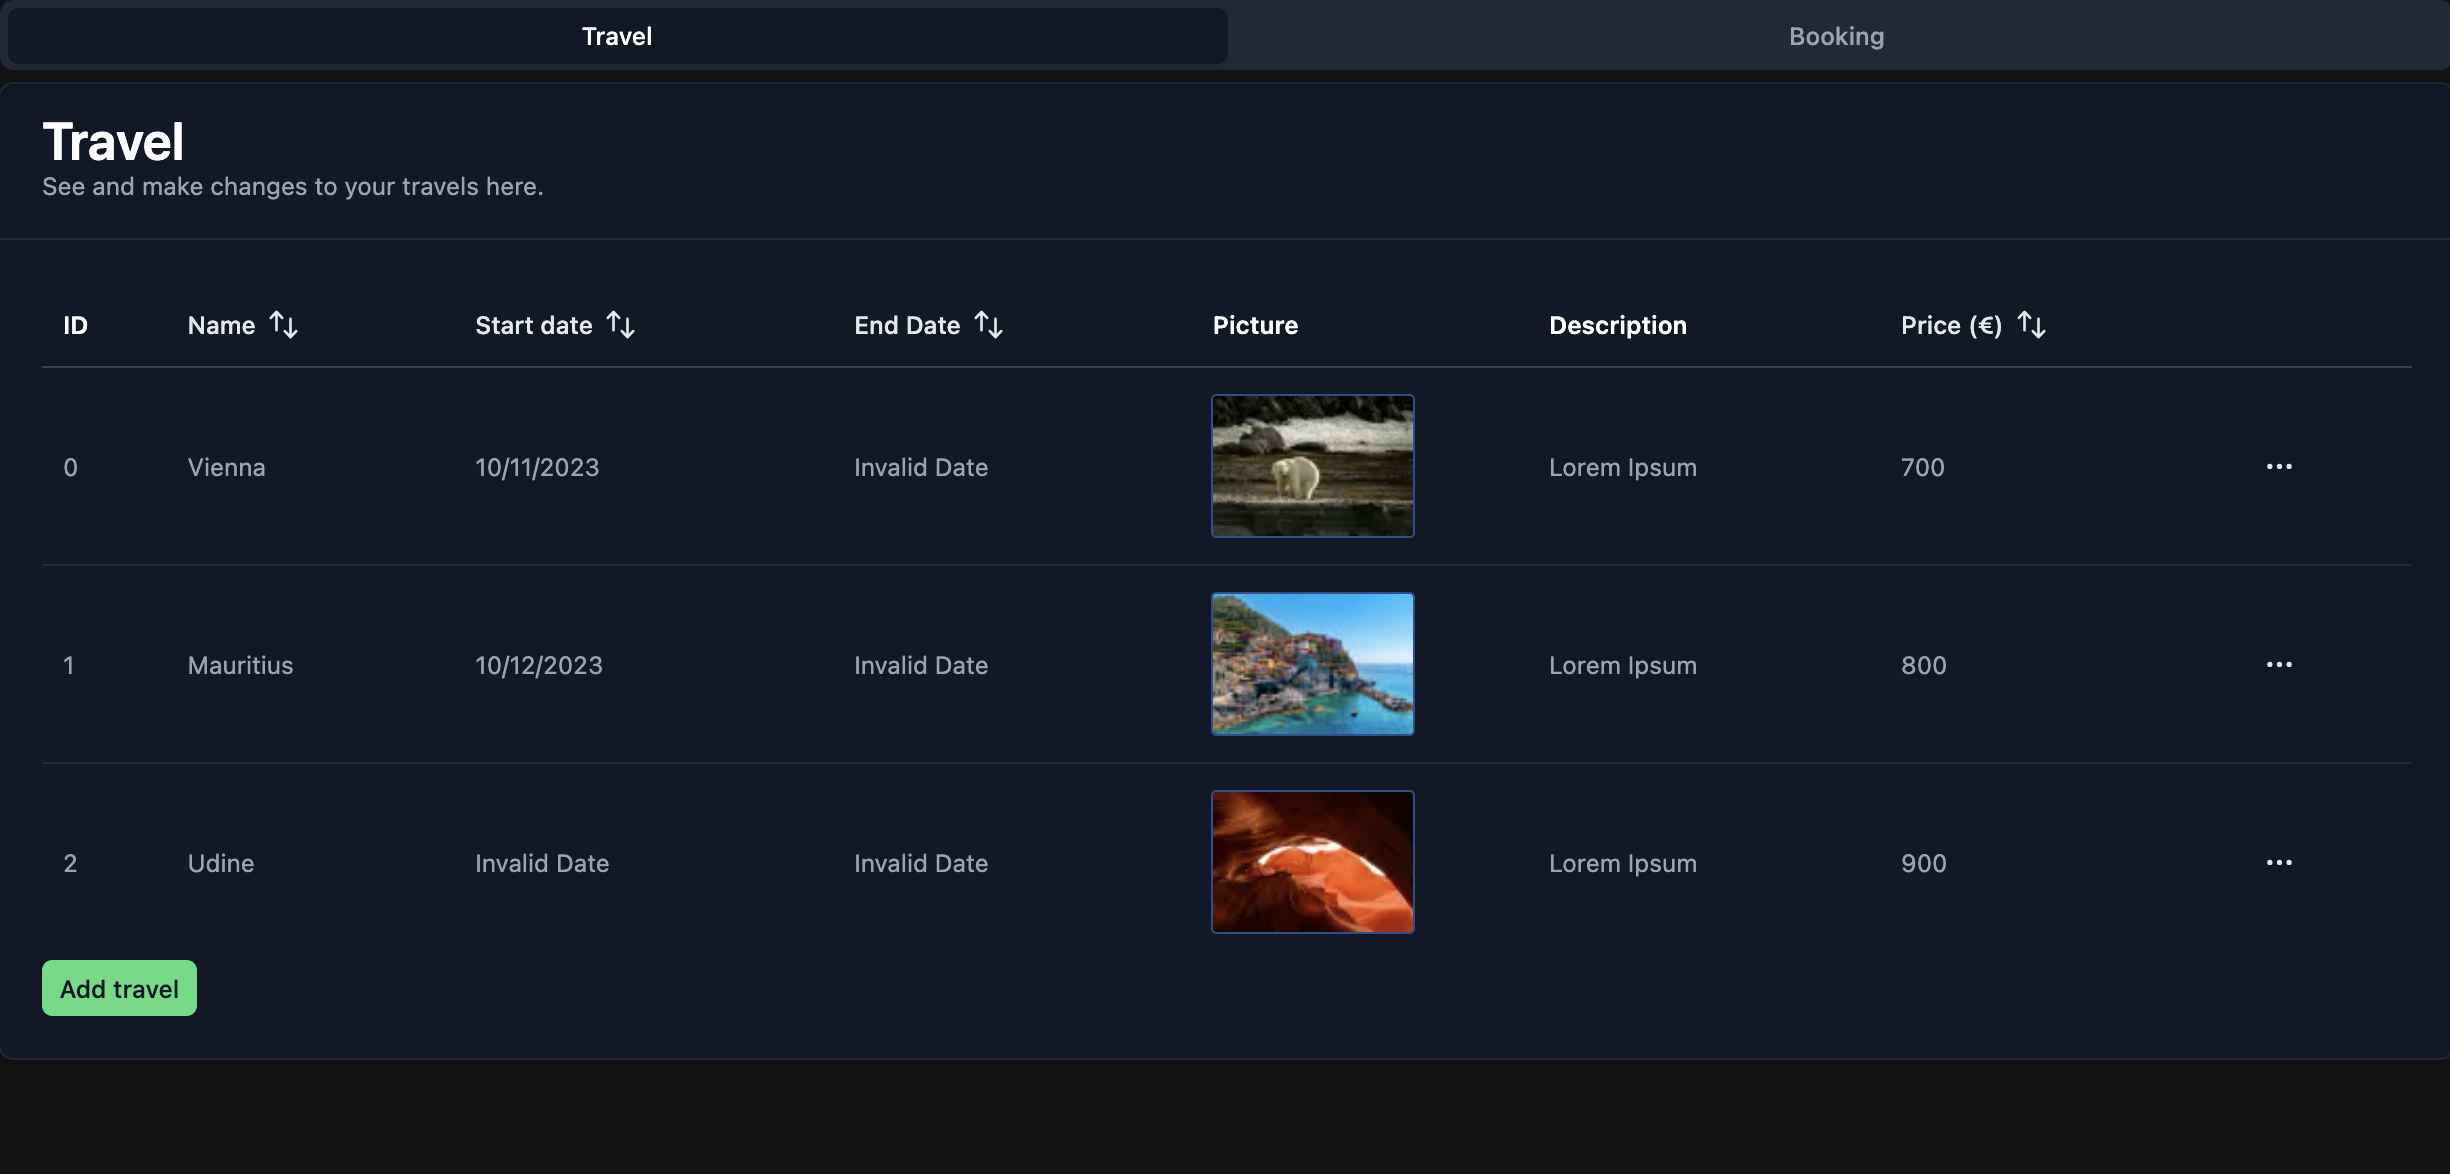 Travel Booking
Travel
See and make changes to your travels here.
ID Name Start date End Date Picture Description Price (€)
0 Vienna 10/11/2023 Invalid Date Lorem Ipsum 700
1 Mauritius 10/12/2023 Invalid Date Lorem Ipsum 800
2 Udine Invalid Date Invalid Date Lorem Ipsum 900
Add travel